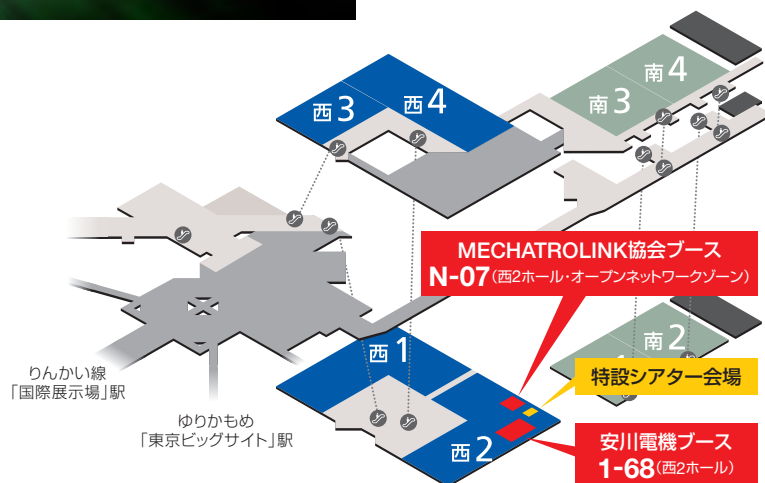 南4
西4
西3
南3
MECHATROLINK協会ブース
N-07(西2ホール・オープンネットワークゾーン)
南2
西1
りんかい線
「国際展示場」駅
特設シアター会場
ゆりかもめ
「東京ビッグサイト」駅
西2
安川電機ブース
1-68(西2ホール)